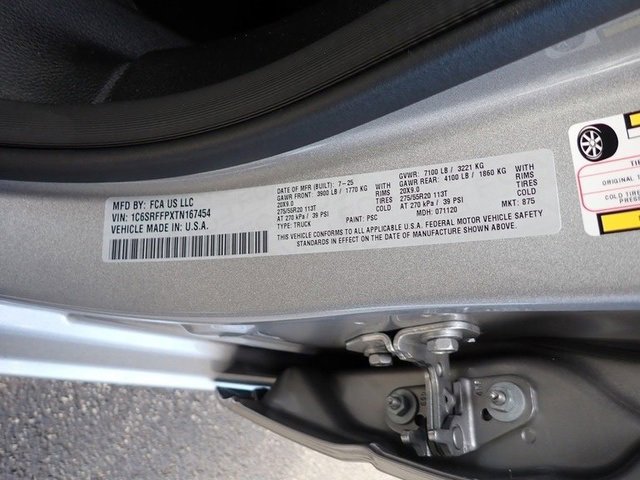 MFD BY: FCA US LLC
VIN: 1C6SRFFPXTN167454
VEHICLE MADE IN: U.S.A.
DATE OF MFR (BUILT): 7-25
GAWR FRONT: 3900 LB / 1770 KG WITH
20X9.0 RIMS
275/55R20 113T TIRES
AT 270 kPa / 39 PSI COLD
TYPE: TRUCK PAINT: PSC
GVWR: 7100 LB / 3221 KG
GAWR REAR: 4100 LB / 1860 KG WITH
20X9.0 RIMS
275/55R20 113T TIRES
AT 270 kPa / 39 PSI COLD
MDH: 071120 MKT: 875
THIS VEHICLE CONFORMS TO ALL APPLICABLE U.S.A. FEDERAL MOTOR VEHICLE SAFETY
STANDARDS IN EFFECT ON THE DATE OF MANUFACTURE SHOWN ABOVE.
TIRE
COLD TIRE